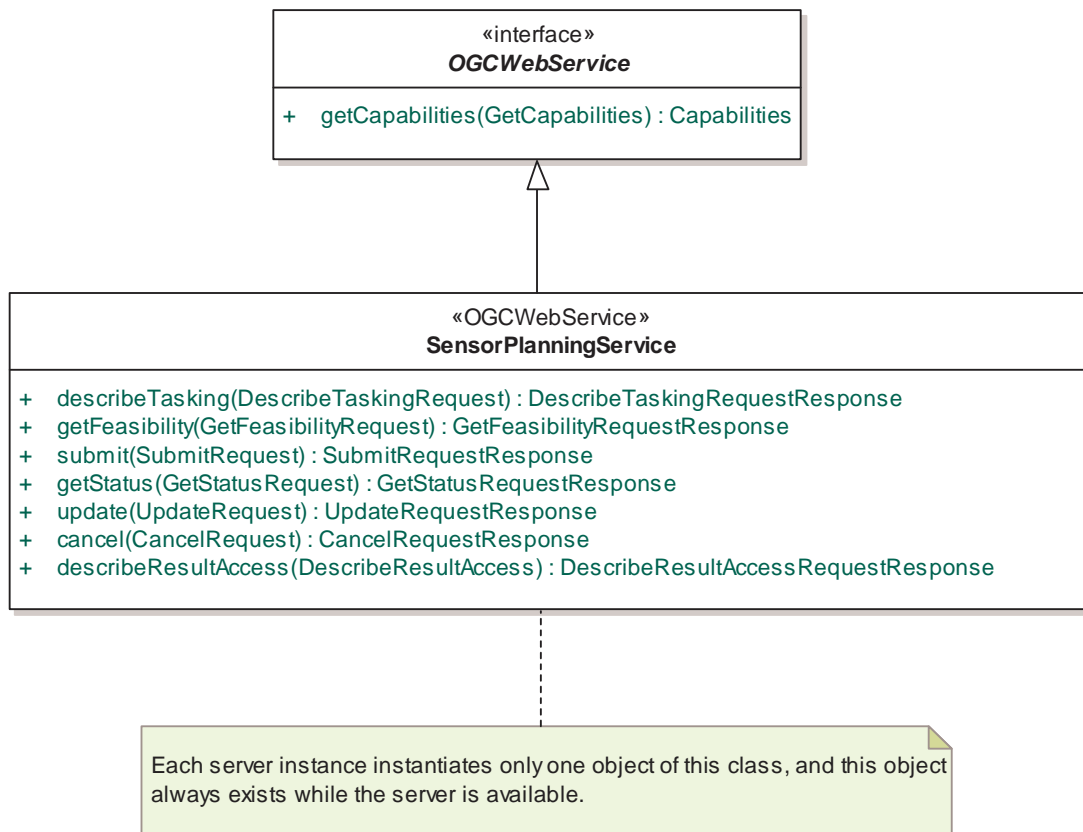 «interface»
OGCWebService
+ getCapabilities(GetCapabilities) : Capabilities
«OGCWebService»
SensorPlanningService
+ describeTasking(DescribeTaskingRequest) : DescribeTaskingRequestResponse
+ getFeasibility(GetFeasibilityRequest) : GetFeasibilityRequestResponse
+ submit(SubmitRequest) : SubmitRequestResponse
+ getStatus(GetStatusRequest) : GetStatusRequestResponse
+ update(UpdateRequest) : UpdateRequestResponse
+ cancel(CancelRequest) : CancelRequestResponse
+ describeResultAccess(DescribeResultAccess) : DescribeResultAccessRequestResponse
Each server instance instantiates only one object of this class, and this object
always exists while the server is available.